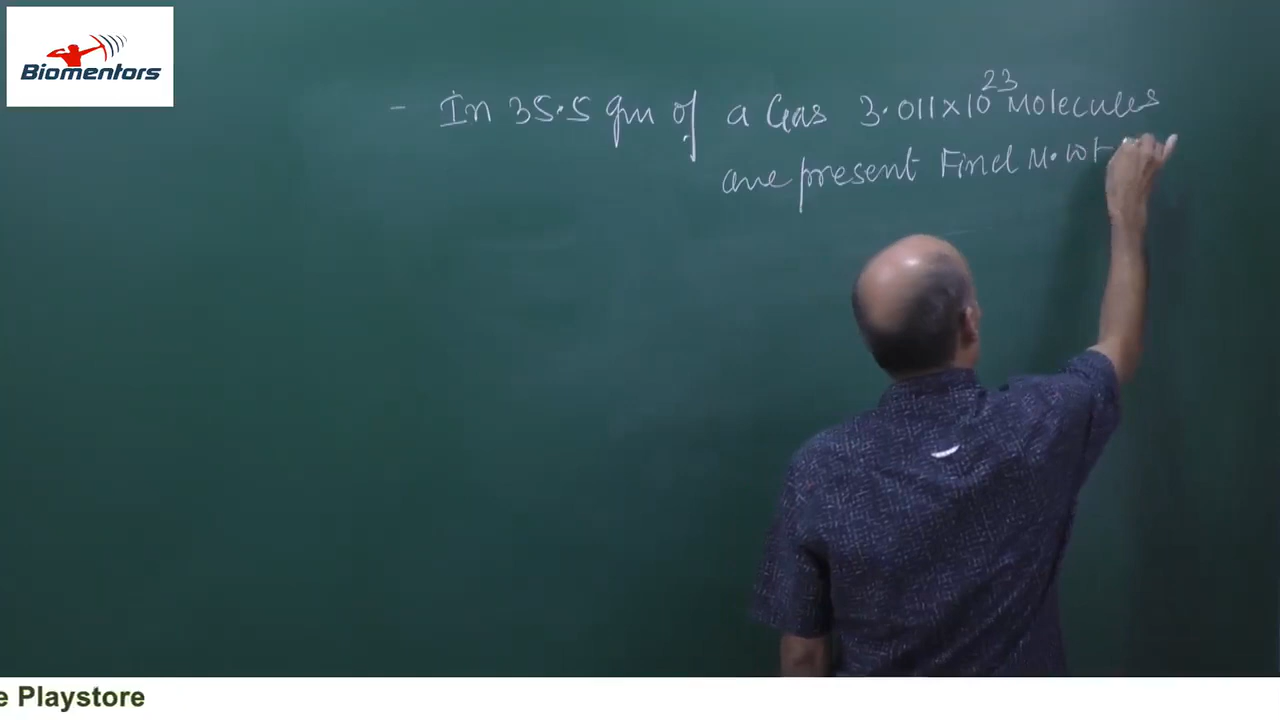 Biomentors
- In 35.5 gm of a Gas 3.011×10²³ Molecules
are present Find M.wt
e Playstore